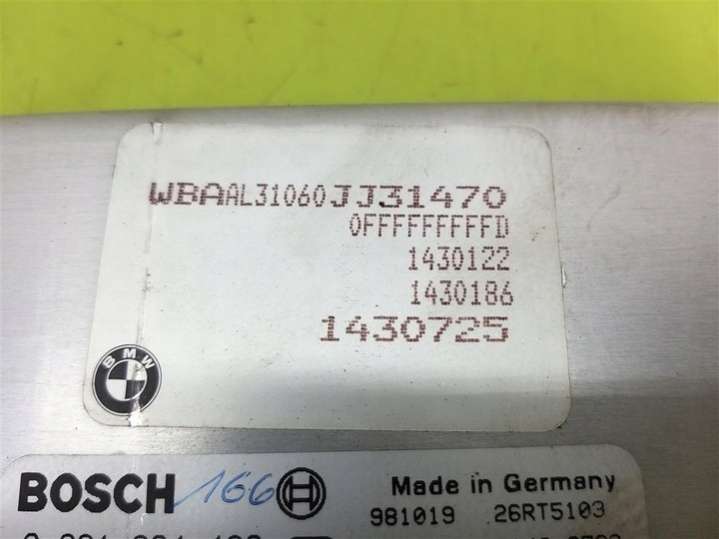 WBAAL31060JJ31470
0FFFFFFFFFD
1430122
1430186
1430725
BMW
BOSCH 166 Made in Germany
981019 26RT5103